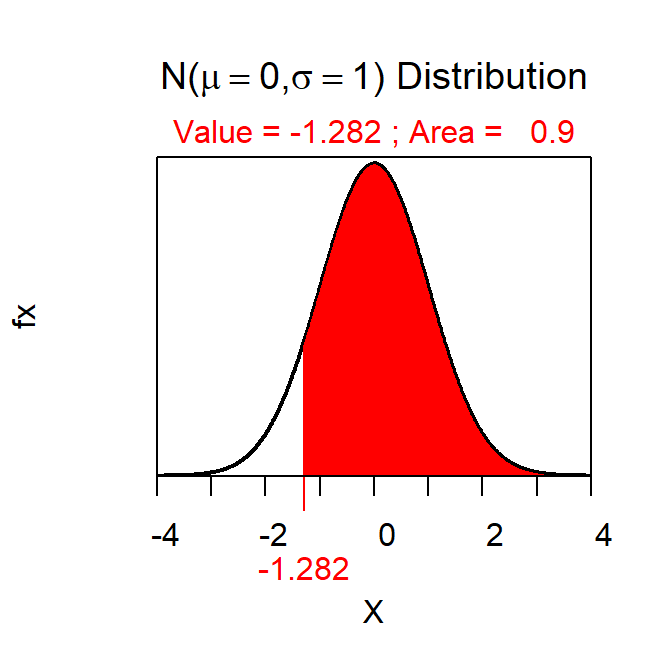 N(μ = 0,σ = 1) Distribution
Value = -1.282 ; Area =   0.9
fx
-4 -2 0 2 4
-1.282
X